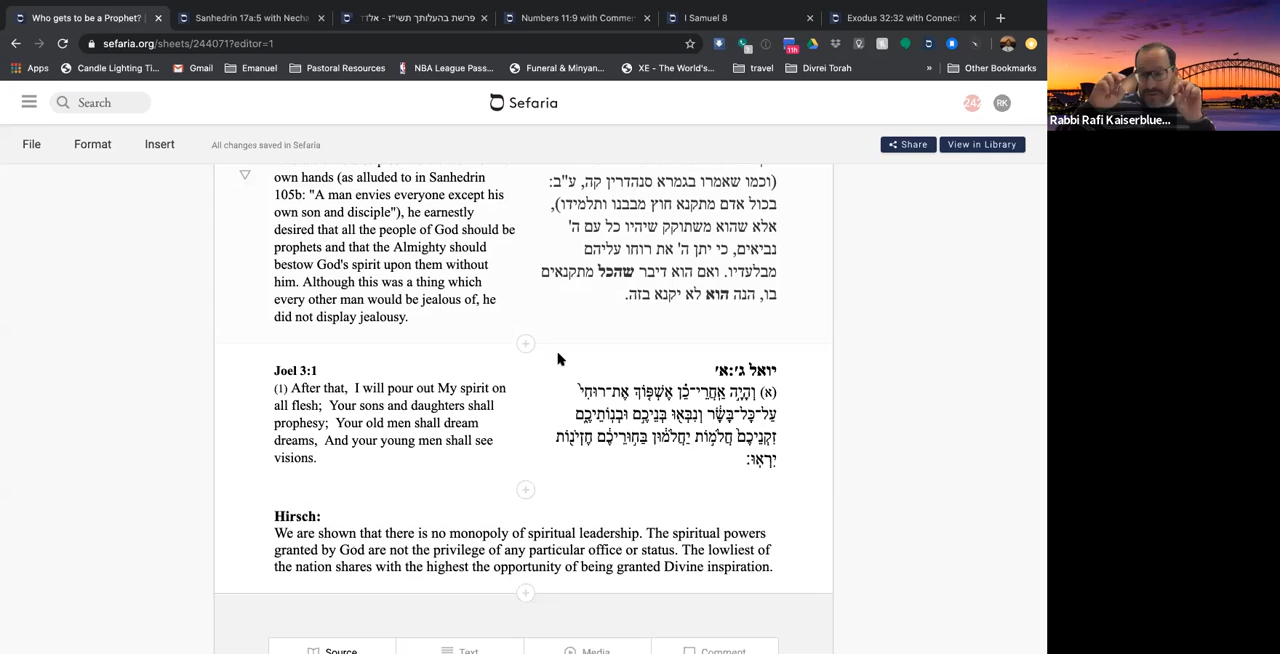 Who gets to be a Prophet?
Sanhedrin 17a:5 with Necha
פרשת בהעלותך תשי"ז - אלדד
Numbers 11:9 with Commen
I Samuel 8
Exodus 32:32 with Connect
sefaria.org/sheets/244071?editor=1
11h
Apps
Candle Lighting Ti...
Gmail
Emanuel
Pastoral Resources
NBA League Pass...
Funeral & Minyan...
XE - The World's...
travel
Divrei Torah
»
Other Bookmarks
Search
Sefaria
242
RK
File
Format
Insert
All changes saved in Sefaria
Share
View in Library
own hands (as alluded to in Sanhedrin
105b: "A man envies everyone except his
own son and disciple"), he earnestly
desired that all the people of God should be
prophets and that the Almighty should
bestow God's spirit upon them without
him. Although this was a thing which
every other man would be jealous of, he
did not display jealousy.
(וכמו שאמרו בגמרא סנהדרין קה, ע"ב:
בכול אדם מתקנא חוץ מבבנו ותלמידו),
אלא שהוא משתוקק שיהיו כל עם ה'
נביאים, כי יתן ה' את רוחו עליהם
מבלעדיו. ואם הוא דיבר שהכל מתקנאים
בו, הנה הוא לא יקנא בזה.
Joel 3:1
(1) After that, I will pour out My spirit on
all flesh; Your sons and daughters shall
prophesy; Your old men shall dream
dreams, And your young men shall see
visions.
יואל ג׳:א׳
(א) וְהָיָ֣ה אַֽחֲרֵי־כֵ֗ן אֶשְׁפּ֤וֹךְ אֶת־רוּחִי֙
עַל־כׇּל־בָּשָׂ֔ר וְנִבְּא֖וּ בְּנֵיכֶ֣ם וּבְנֽוֹתֵיכֶ֑ם
זִקְנֵיכֶם֙ חֲלֹמ֣וֹת יַחֲלֹמ֔וּן בַּח֣וּרֵיכֶ֔ם חֶזְיֹנ֖וֹת
יִרְאֽוּ׃
Hirsch:
We are shown that there is no monopoly of spiritual leadership. The spiritual powers
granted by God are not the privilege of any particular office or status. The lowliest of
the nation shares with the highest the opportunity of being granted Divine inspiration.
Source
Text
Media
Comment
Rabbi Rafi Kaiserblue...